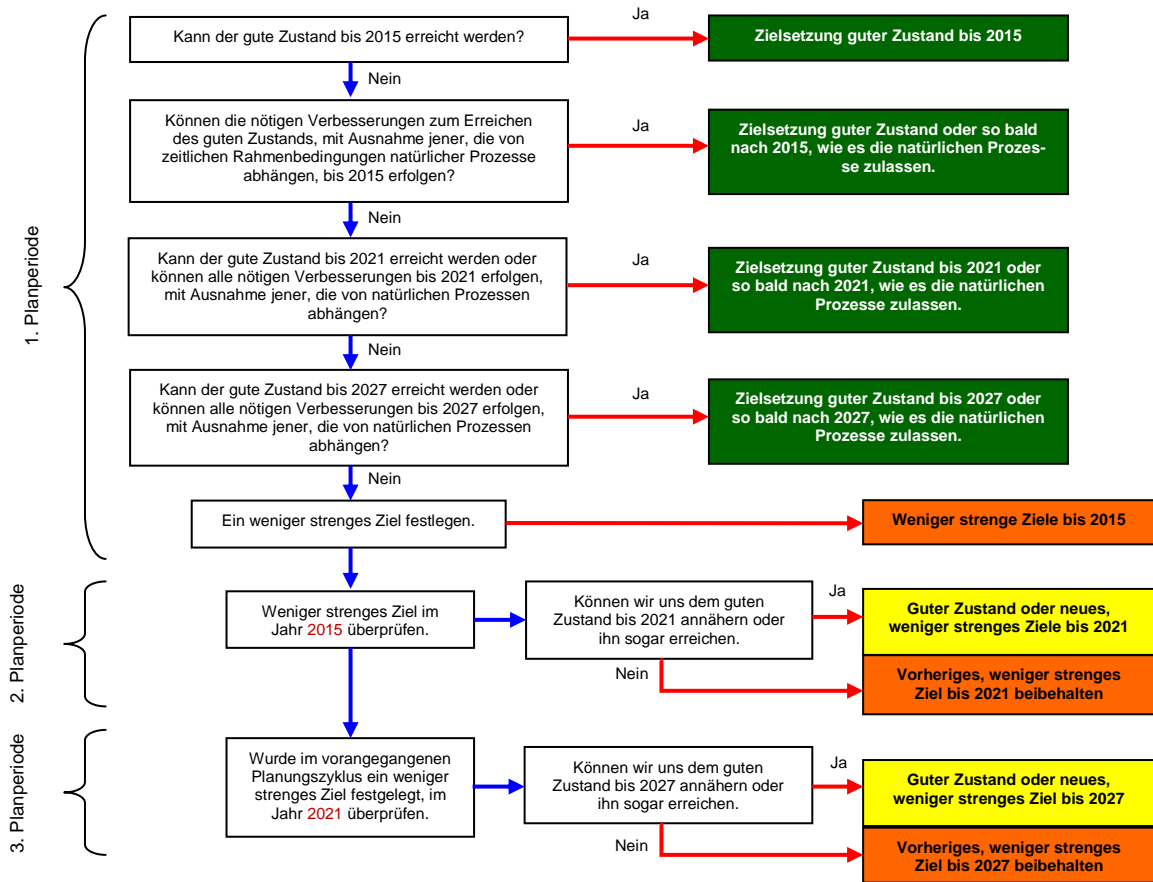 1. Planperiode
Kann der gute Zustand bis 2015 erreicht werden?
Ja
Zielsetzung guter Zustand bis 2015
Nein
Können die nötigen Verbesserungen zum Erreichen
des guten Zustands, mit Ausnahme jener, die von
zeitlichen Rahmenbedingungen natürlicher Prozesse
abhängen, bis 2015 erfolgen?
Ja
Zielsetzung guter Zustand oder so bald
nach 2015, wie es die natürlichen Prozes-
se zulassen.
Nein
Kann der gute Zustand bis 2021 erreicht werden oder
können alle nötigen Verbesserungen bis 2021 erfolgen,
mit Ausnahme jener, die von natürlichen Prozessen
abhängen?
Ja
Zielsetzung guter Zustand bis 2021 oder
so bald nach 2021, wie es die natürlichen
Prozesse zulassen.
Nein
Kann der gute Zustand bis 2027 erreicht werden oder
können alle nötigen Verbesserungen bis 2027 erfolgen,
mit Ausnahme jener, die von natürlichen Prozessen
abhängen?
Ja
Zielsetzung guter Zustand bis 2027 oder
so bald nach 2027, wie es die natürlichen
Prozesse zulassen.
Nein
Ein weniger strenges Ziel festlegen.
Weniger strenge Ziele bis 2015
2. Planperiode
Weniger strenges Ziel im
Jahr 2015 überprüfen.
Können wir uns dem guten
Zustand bis 2021 annähern oder
ihn sogar erreichen.
Ja
Guter Zustand oder neues,
weniger strenges Ziele bis 2021
Nein
Vorheriges, weniger strenges
Ziel bis 2021 beibehalten
3. Planperiode
Wurde im vorangegangenen
Planungszyklus ein weniger
strenges Ziel festgelegt, im
Jahr 2021 überprüfen.
Können wir uns dem guten
Zustand bis 2027 annähern oder
ihn sogar erreichen.
Ja
Guter Zustand oder neues,
weniger strenges Ziel bis 2027
Nein
Vorheriges, weniger strenges
Ziel bis 2027 beibehalten